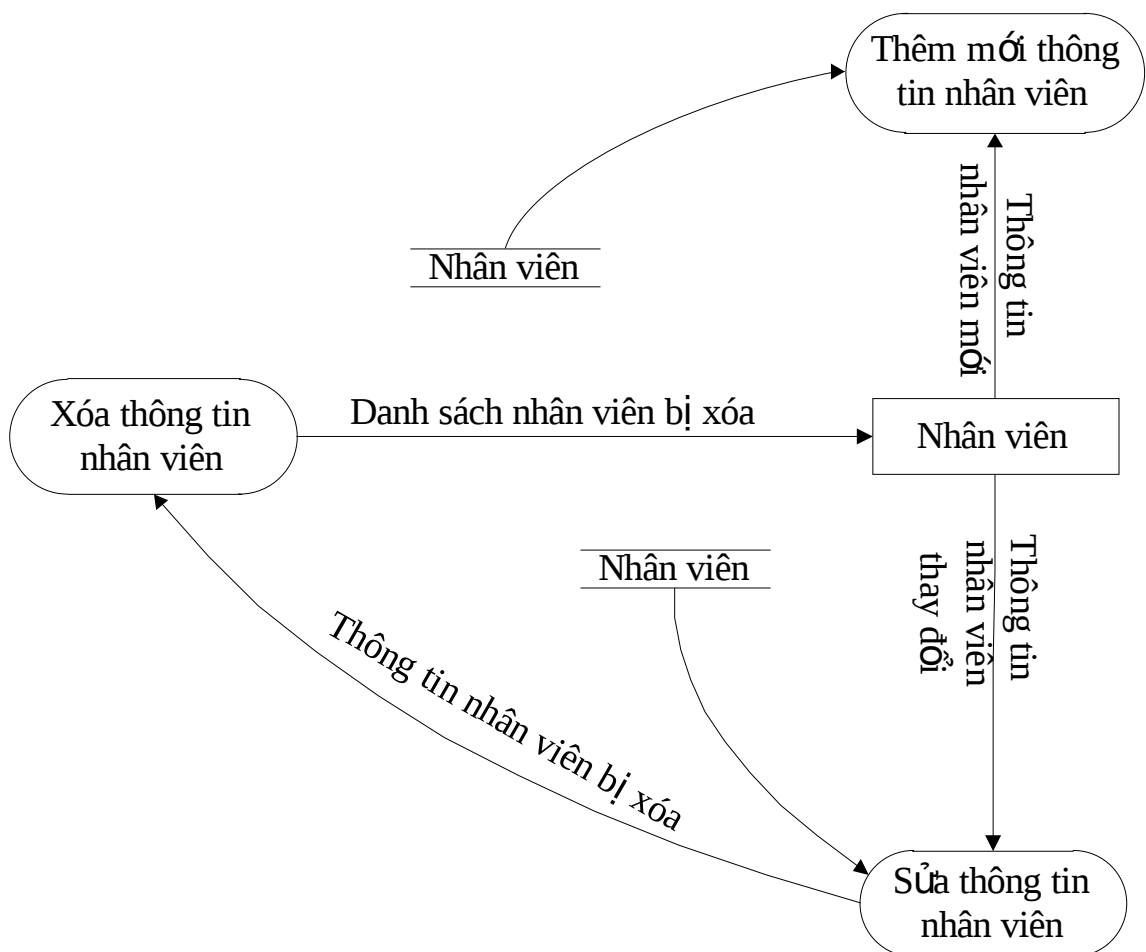 Thêm mới thông
tin nhân viên
Thông tin
nhân viên mới
Nhân viên
Xóa thông tin
nhân viên
Danh sách nhân viên bị xóa
Nhân viên
Nhân viên
Thông tin
nhân viên
thay đổi
Thông tin nhân viên bị xóa
Sửa thông tin
nhân viên